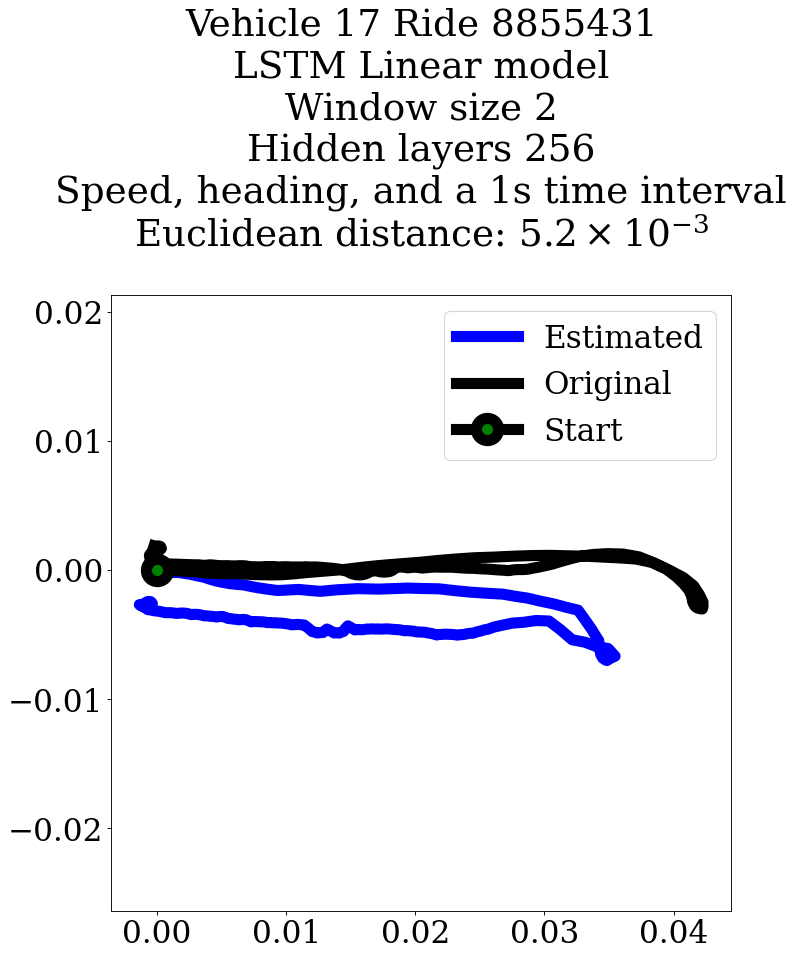 Vehicle 17 Ride 8855431
LSTM Linear model
Window size 2
Hidden layers 256
Speed, heading, and a 1s time interval
Euclidean distance: 5.2 × 10⁻³
Estimated
Original
Start
0.02
0.01
0.00
−0.01
−0.02
0.00 0.01 0.02 0.03 0.04